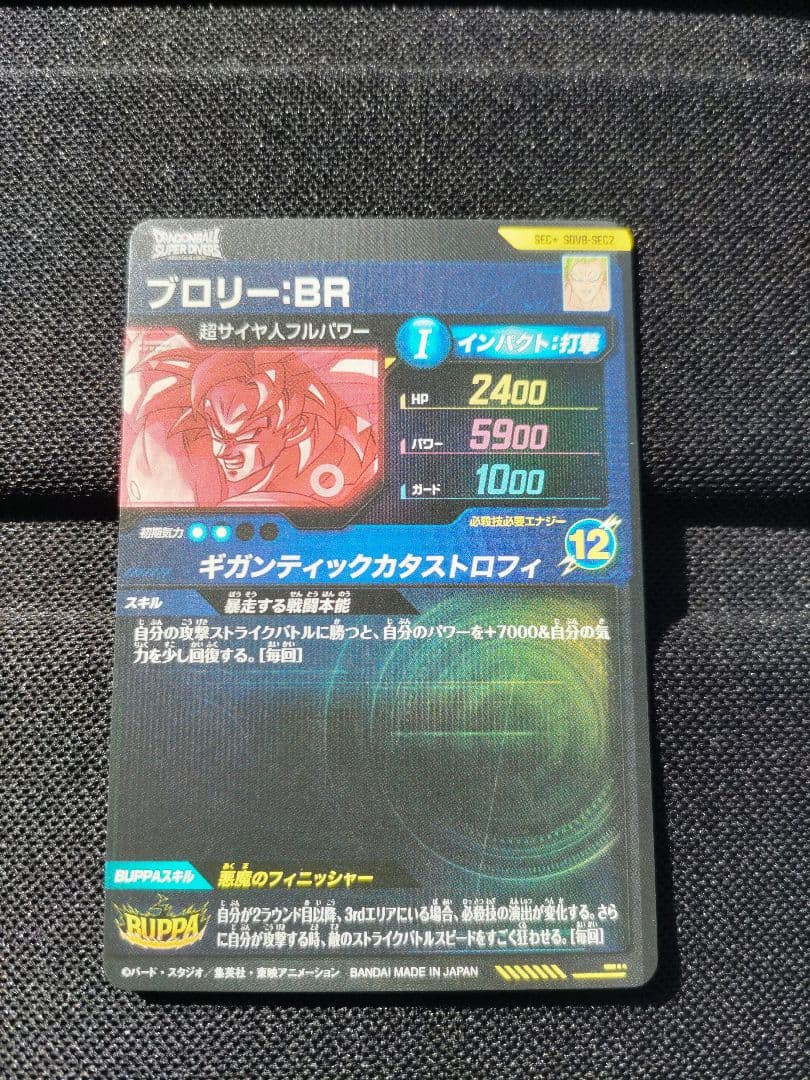 DRAGONBALL
SUPER DIVERS
SEC★ SDV8-SEC2
ブロリー:BR
超サイヤ人フルパワー
I インパクト:打撃
HP 2400
パワー 5900
ガード 1000
初期気力
必殺技必要エナジー
12
ギガンティックカタストロフィ
スキル 暴走する戦闘本能
自分の攻撃ストライクバトルに勝つと、自分のパワーを+7000&自分の気
力を少し回復する。[毎回]
BUPPAスキル 悪魔のフィニッシャー
BUPPA
自分が2ラウンド目以降、3rdエリアにいる場合、必殺技の演出が変化する。さら
に自分が攻撃する時、敵のストライクバトルスピードをすごく狂わせる。[毎回]
©バード・スタジオ/集英社・東映アニメーション BANDAI MADE IN JAPAN